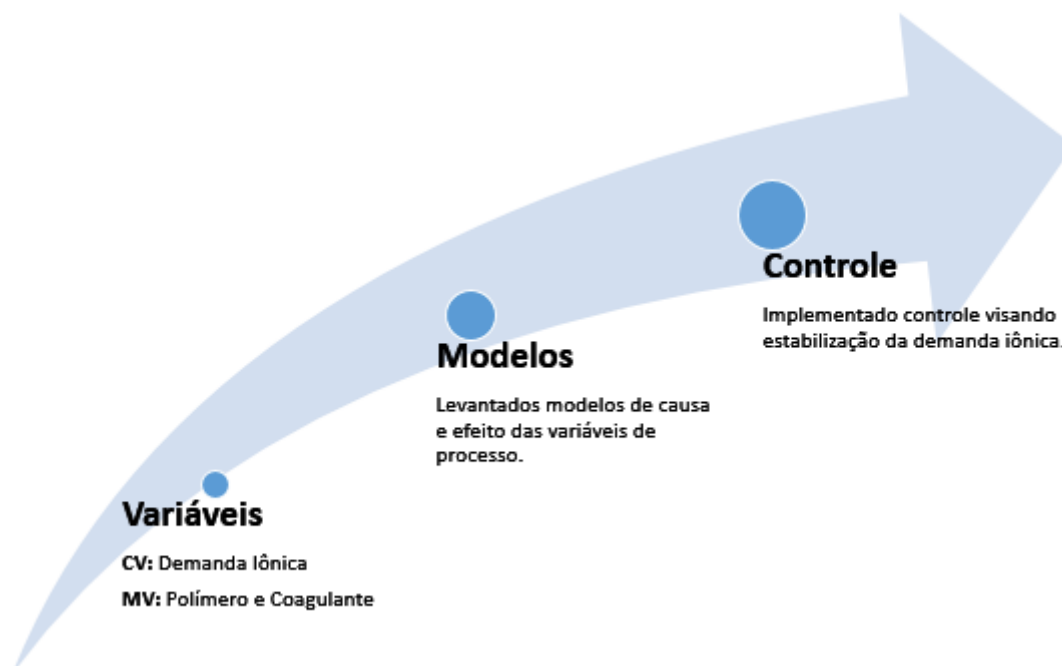 Variáveis
CV: Demanda Iônica
MV: Polímero e Coagulante
Modelos
Levantados modelos de causa
e efeito das variáveis de
processo.
Controle
Implementado controle visando
estabilização da demanda iônica.